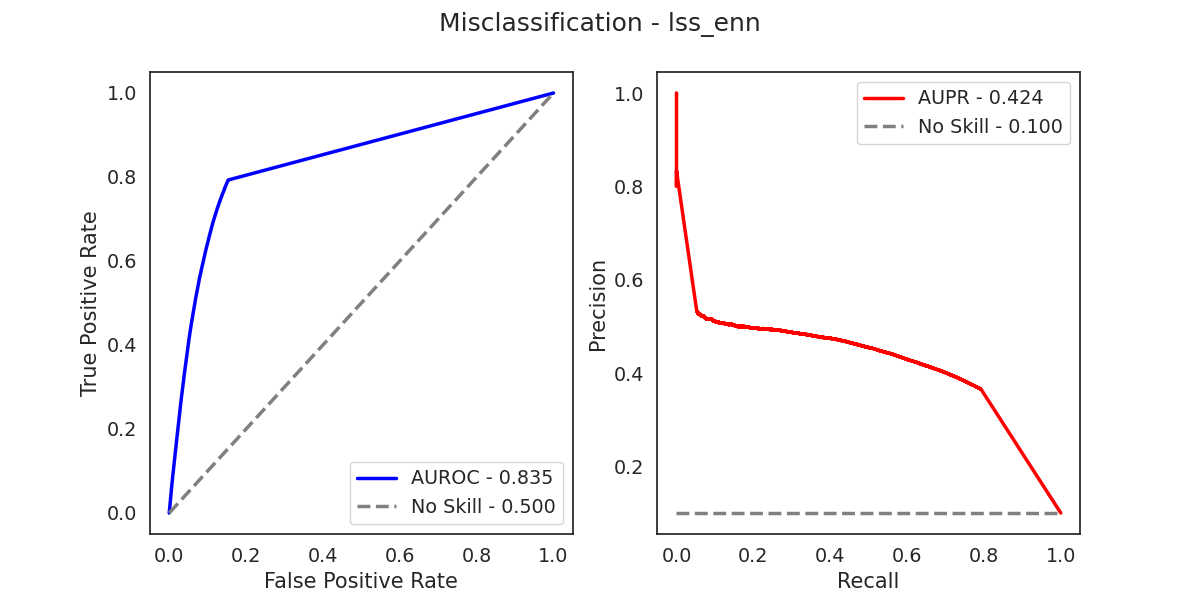 Misclassification - lss_enn
1.0
0.8
0.6
0.4
0.2
0.0
True Positive Rate
AUROC - 0.835
No Skill - 0.500
0.0 0.2 0.4 0.6 0.8 1.0
False Positive Rate
1.0
0.8
0.6
0.4
0.2
Precision
AUPR - 0.424
No Skill - 0.100
0.0 0.2 0.4 0.6 0.8 1.0
Recall